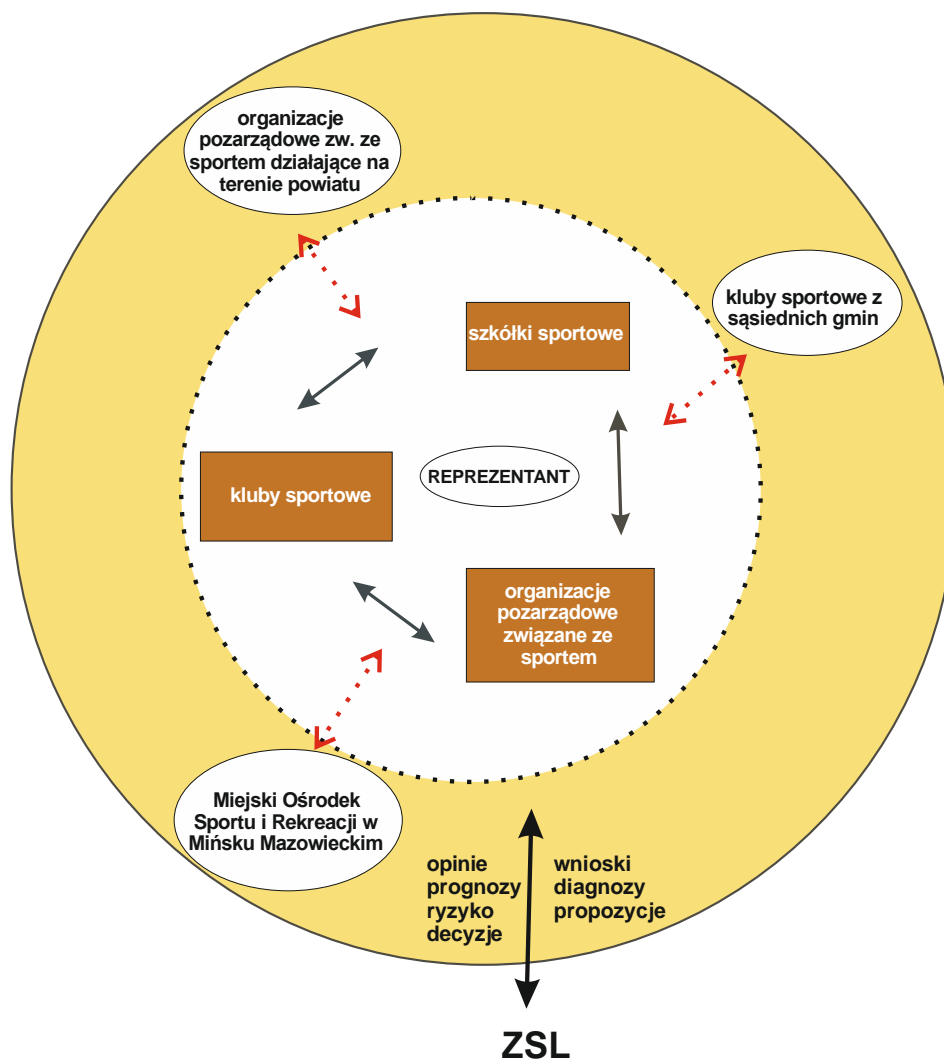 organizacje
pozarządowe zw. ze
sportem działające na
terenie powiatu
kluby sportowe z
sąsiednich gmin
szkółki sportowe
kluby sportowe
REPREZENTANT
organizacje
pozarządowe
związane ze
sportem
Miejski Ośrodek
Sportu i Rekreacji w
Mińsku Mazowieckim
opinie
prognozy
ryzyko
decyzje
wnioski
diagnozy
propozycje
ZSL